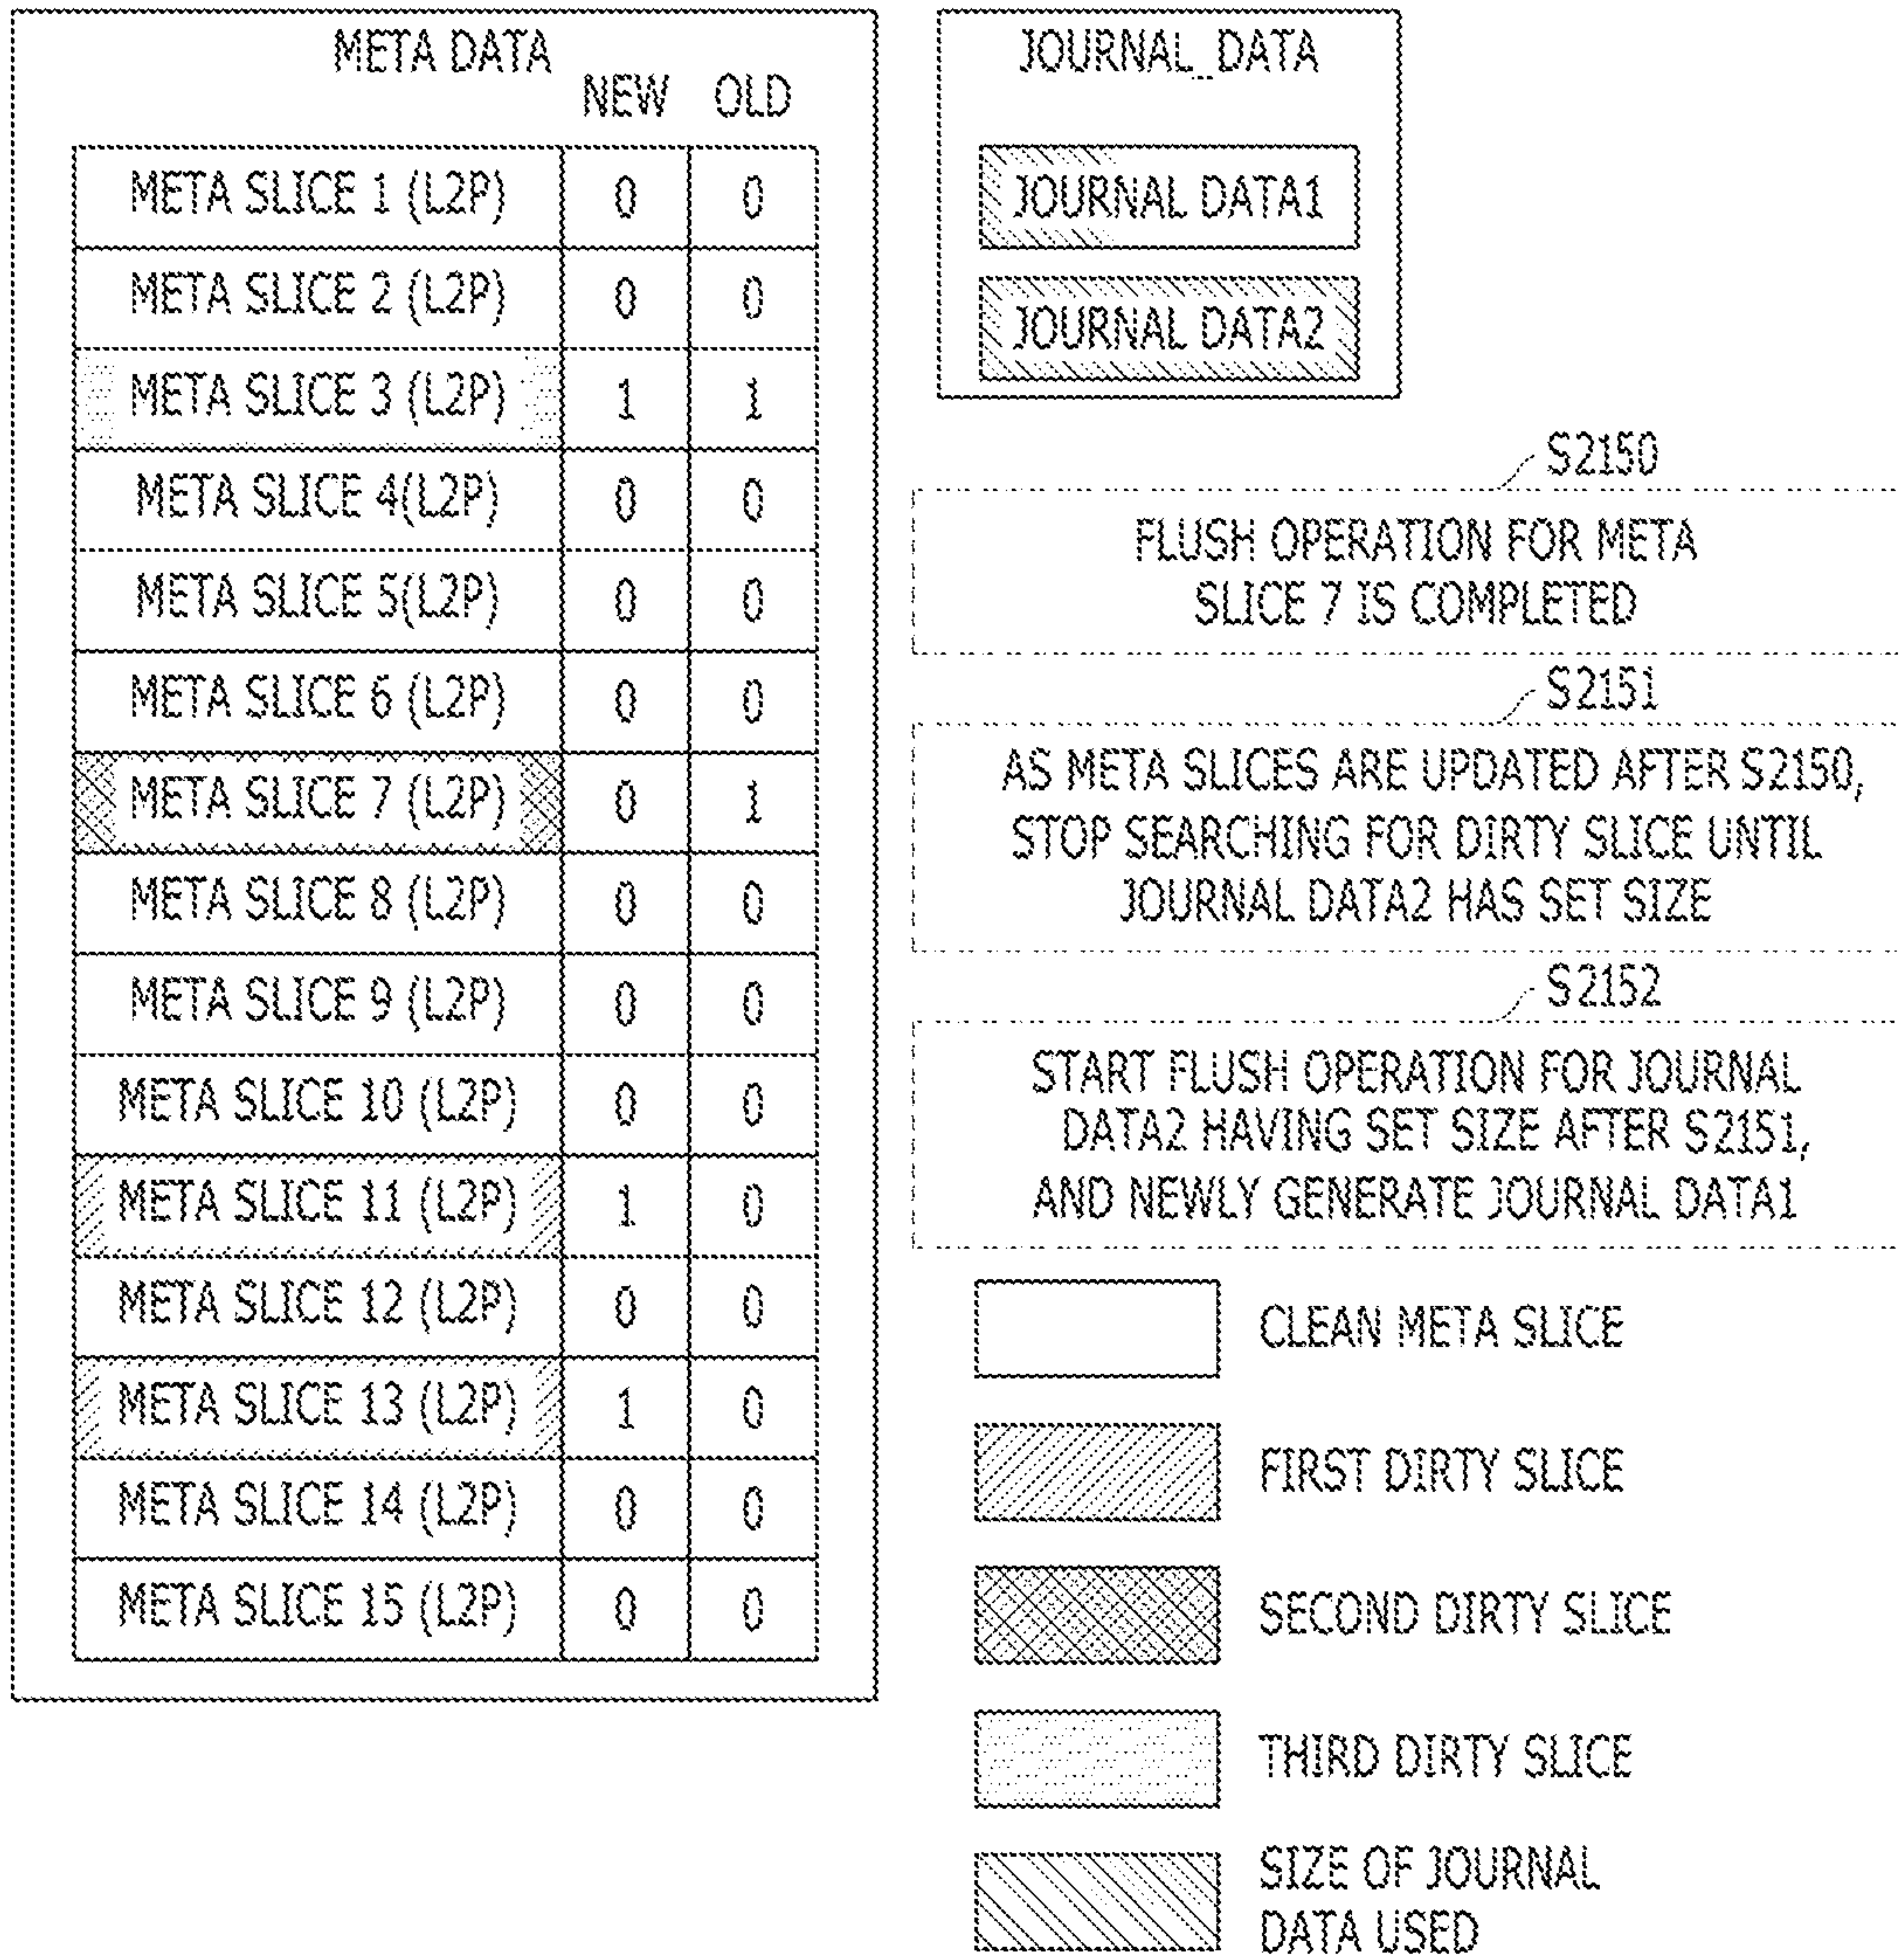 META DATA
NEW OLD
META SLICE 1 (L2P) 0 0
META SLICE 2 (L2P) 0 0
META SLICE 3 (L2P) 1 1
META SLICE 4(L2P) 0 0
META SLICE 5(L2P) 0 0
META SLICE 6 (L2P) 0 0
META SLICE 7 (L2P) 0 1
META SLICE 8 (L2P) 0 0
META SLICE 9 (L2P) 0 0
META SLICE 10 (L2P) 0 0
META SLICE 11 (L2P) 1 0
META SLICE 12 (L2P) 0 0
META SLICE 13 (L2P) 1 0
META SLICE 14 (L2P) 0 0
META SLICE 15 (L2P) 0 0
JOURNAL_DATA
JOURNAL DATA1
JOURNAL DATA2
S2150
FLUSH OPERATION FOR META
SLICE 7 IS COMPLETED
S2151
AS META SLICES ARE UPDATED AFTER S2150,
STOP SEARCHING FOR DIRTY SLICE UNTIL
JOURNAL DATA2 HAS SET SIZE
S2152
START FLUSH OPERATION FOR JOURNAL
DATA2 HAVING SET SIZE AFTER S2151,
AND NEWLY GENERATE JOURNAL DATA1
CLEAN META SLICE
FIRST DIRTY SLICE
SECOND DIRTY SLICE
THIRD DIRTY SLICE
SIZE OF JOURNAL
DATA USED